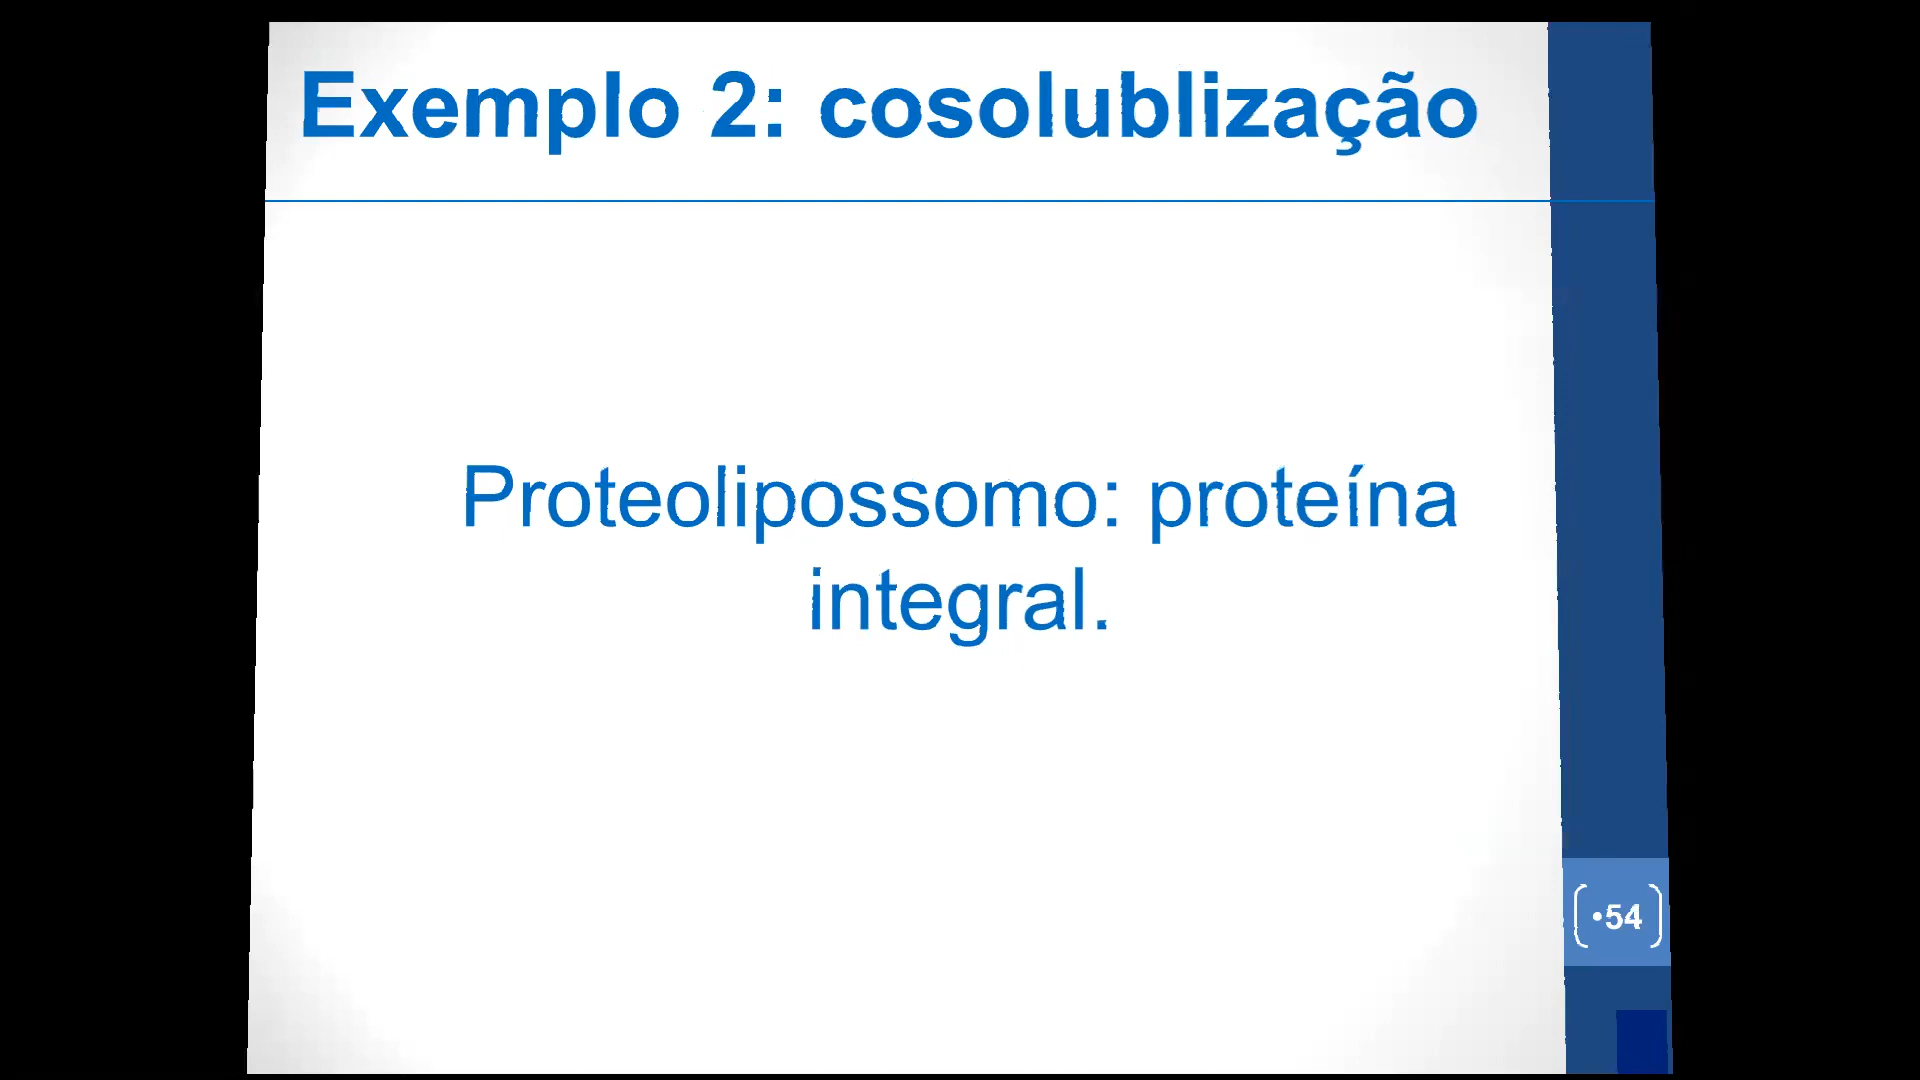 Exemplo 2: cosolublização
Proteolipossomo: proteína
integral.
•54